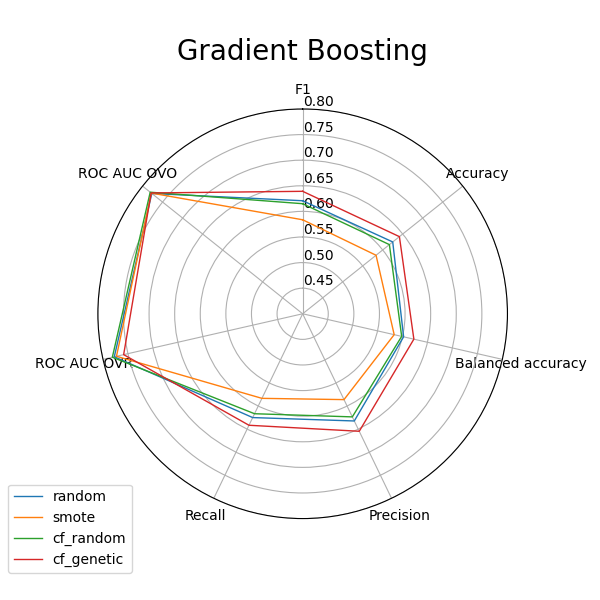 Gradient Boosting
F1
0.80
0.75
0.70
0.65
0.60
0.55
0.50
0.45
ROC AUC OVO
Accuracy
ROC AUC OVR
Balanced accuracy
Recall
Precision
random
smote
cf_random
cf_genetic